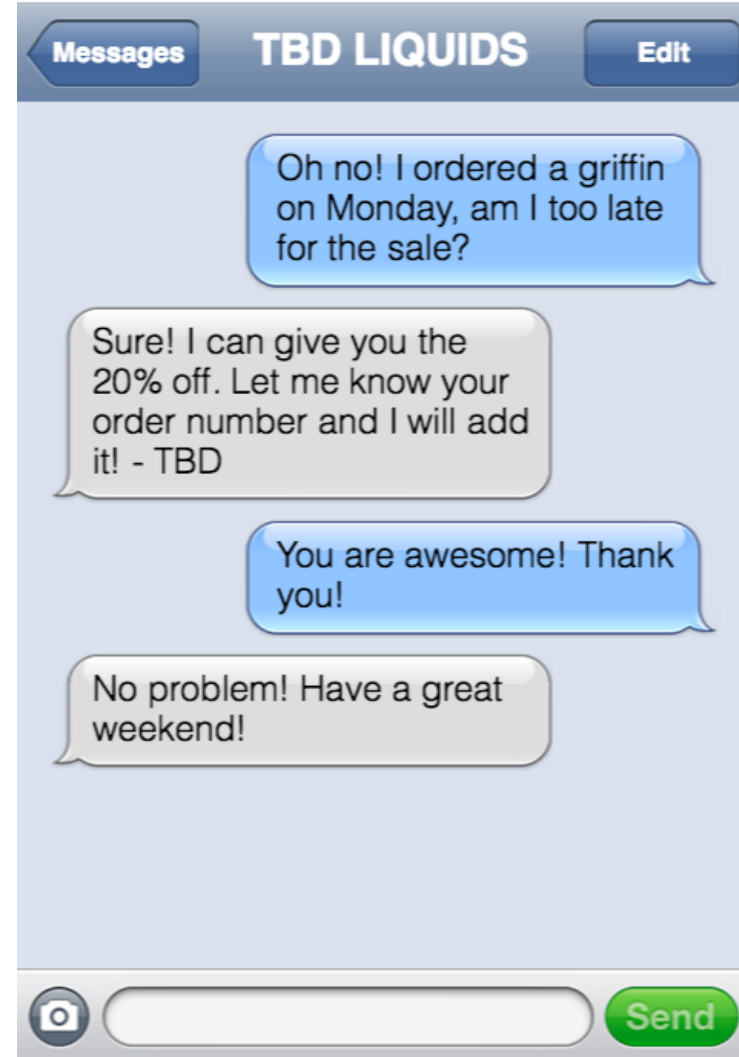 Messages
TBD LIQUIDS
Edit
Oh no! I ordered a griffin
on Monday, am I too late
for the sale?
Sure! I can give you the
20% off. Let me know your
order number and I will add
it! - TBD
You are awesome! Thank
you!
No problem! Have a great
weekend!
Send